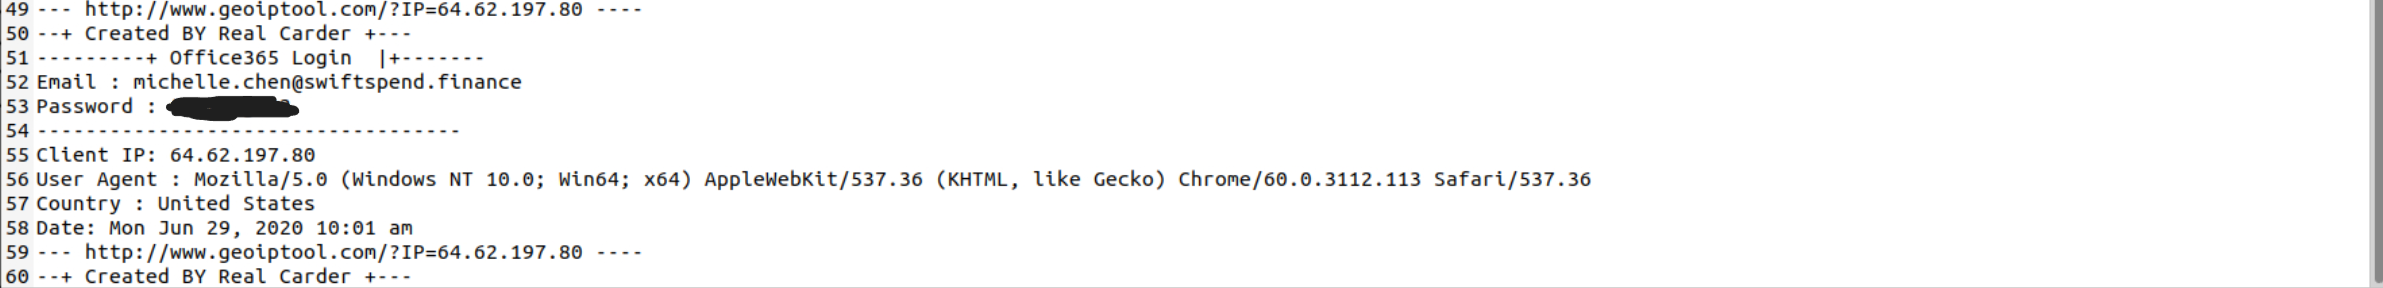 49 --- http://www.geoiptool.com/?IP=64.62.197.80 ----
50 --+ Created BY Real Carder +---
51 ---------+ Office365 Login  |+-------
52 Email : michelle.chen@swiftspend.finance
53 Password :
54 -----------------------------------
55 Client IP: 64.62.197.80
56 User Agent : Mozilla/5.0 (Windows NT 10.0; Win64; x64) AppleWebKit/537.36 (KHTML, like Gecko) Chrome/60.0.3112.113 Safari/537.36
57 Country : United States
58 Date: Mon Jun 29, 2020 10:01 am
59 --- http://www.geoiptool.com/?IP=64.62.197.80 ----
60 --+ Created BY Real Carder +---